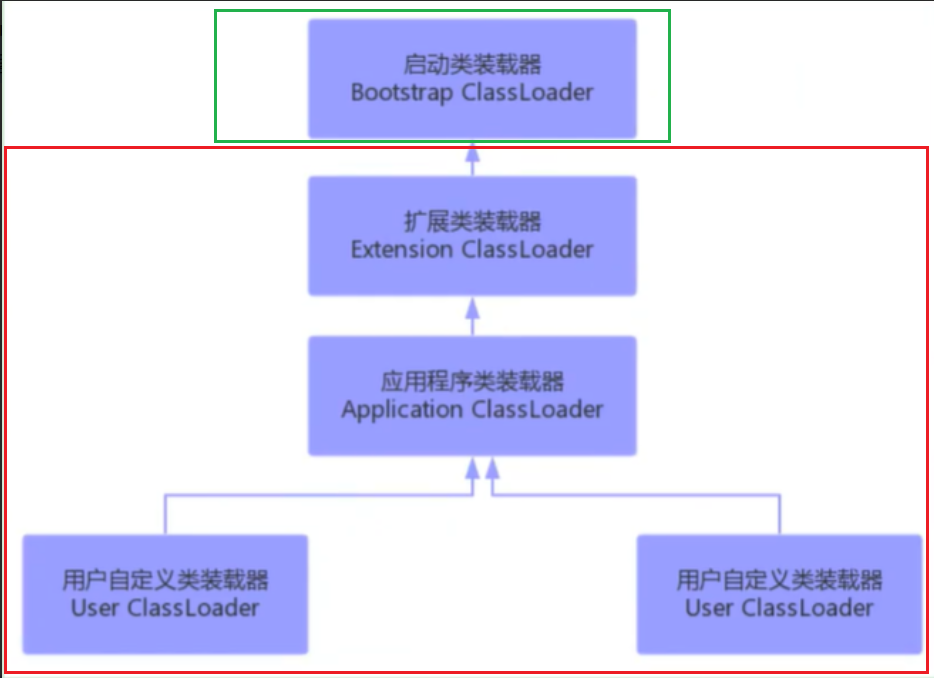 启动类装载器
Bootstrap ClassLoader
扩展类装载器
Extension ClassLoader
应用程序类装载器
Application ClassLoader
用户自定义类装载器
User ClassLoader
用户自定义类装载器
User ClassLoader